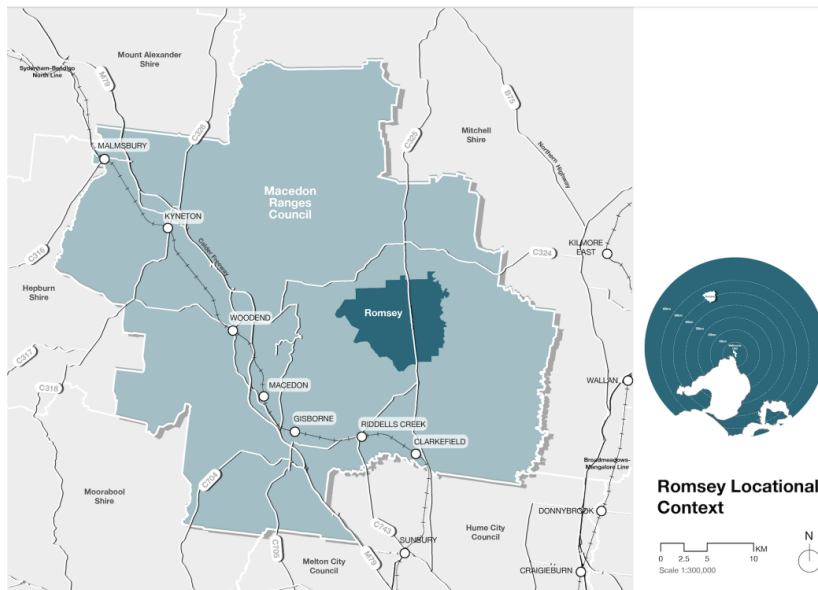 Mount Alexander
Shire
Sydenham-Bendigo
North Line
M79
C326
C325
B75
Mitchell
Shire
Northern Highway
MALMSBURY
Macedon
Ranges
Council
KYNETON
C316
Calder Freeway
C324
KILMORE
EAST
Hepburn
Shire
Romsey
WOODEND
C317
C318
MACEDON
WALLAN
GISBORNE
RIDDELLS CREEK
CLARKEFIELD
Broadmeadows-
Mangalore Line
C704
Moorabool
Shire
DONNYBROOK
C743
Hume City
Council
SUNBURY
C705
Melton City
Council
M79
CRAIGIEBURN
Romsey Locational
Context
N
0 2.5 5 10 KM
Scale 1:300,000